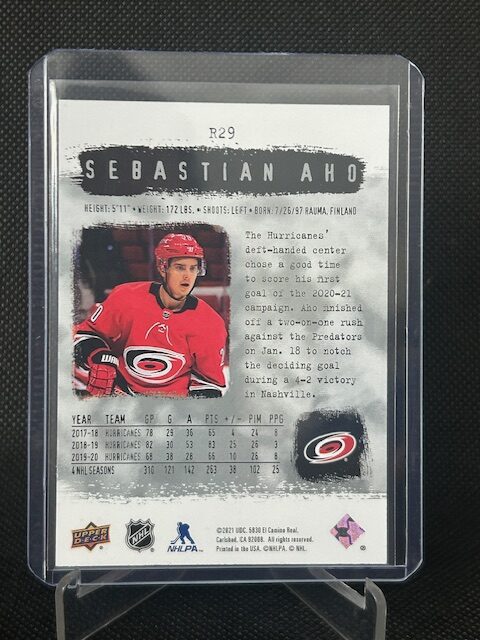 R29
SEBASTIAN AHO
HEIGHT: 5'11" • WEIGHT: 172 LBS. • SHOOTS: LEFT • BORN: 7/26/97 RAUMA, FINLAND
The Hurricanes'
deft-handed center
chose a good time
to score his first
goal of the 2020-21
campaign. Aho finished
off a two-on-one rush
against the Predators
on Jan. 18 to notch
the deciding goal
during a 4-2 victory
in Nashville.
YEAR TEAM GP G A PTS +/- PIM PPG
2017-18 HURRICANES 78 29 36 65 4 24 8
2018-19 HURRICANES 82 30 53 83 25 26 3
2019-20 HURRICANES 68 38 28 66 10 26 8
4 NHL SEASONS 310 121 142 263 38 102 25
UPPER DECK
NHL
NHLPA
©2021 UDC. 5830 El Camino Real,
Carlsbad, CA 92008. All rights reserved.
Printed in the USA. ©NHLPA. © NHL.